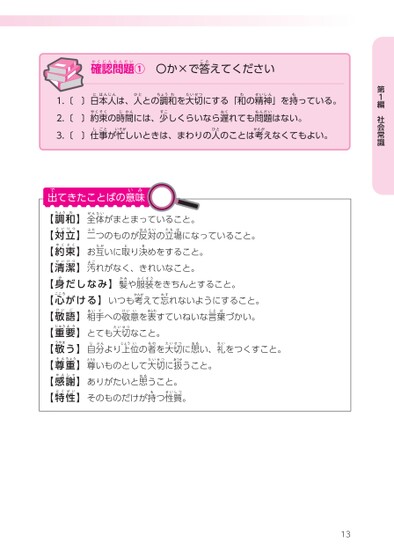 確認問題① 〇か×で答えてください
1.〔 〕日本人は、人との調和を大切にする「和の精神」を持っている。
2.〔 〕約束の時間には、少しくらいなら遅れても問題はない。
3.〔 〕仕事が忙しいときは、まわりの人のことは考えなくてもよい。
第1編 社会常識
出てきたことばの意味
【調和】全体がまとまっていること。
【対立】二つのものが反対の立場になっていること。
【約束】お互いに取り決めをすること。
【清潔】汚れがなく、きれいなこと。
【身だしなみ】髪や服装をきちんとすること。
【心がける】いつも考えて忘れないようにすること。
【敬語】相手への敬意を表すていねいな言葉づかい。
【重要】とても大切なこと。
【敬う】自分より上位の者を大切に思い、礼をつくすこと。
【尊重】尊いものとして大切に扱うこと。
【感謝】ありがたいと思うこと。
【特性】そのものだけが持つ性質。
13